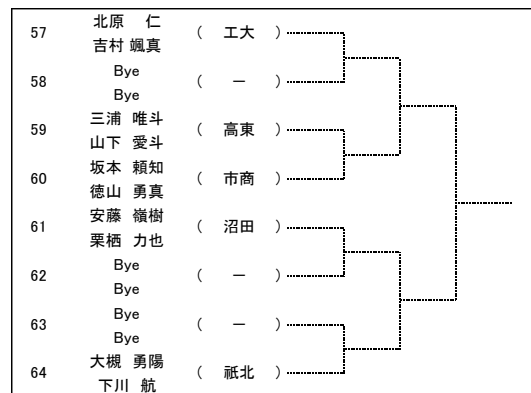 北原　仁
57 （ 工大 ）
吉村 颯真
Bye
58 （ ー ）
Bye
三浦 唯斗
59 （ 高東 ）
山下 愛斗
坂本 頼知
60 （ 市商 ）
徳山 勇真
安藤 嶺樹
61 （ 沼田 ）
栗栖 力也
Bye
62 （ ー ）
Bye
Bye
63 （ ー ）
Bye
大槻 勇陽
64 （ 祇北 ）
下川 航